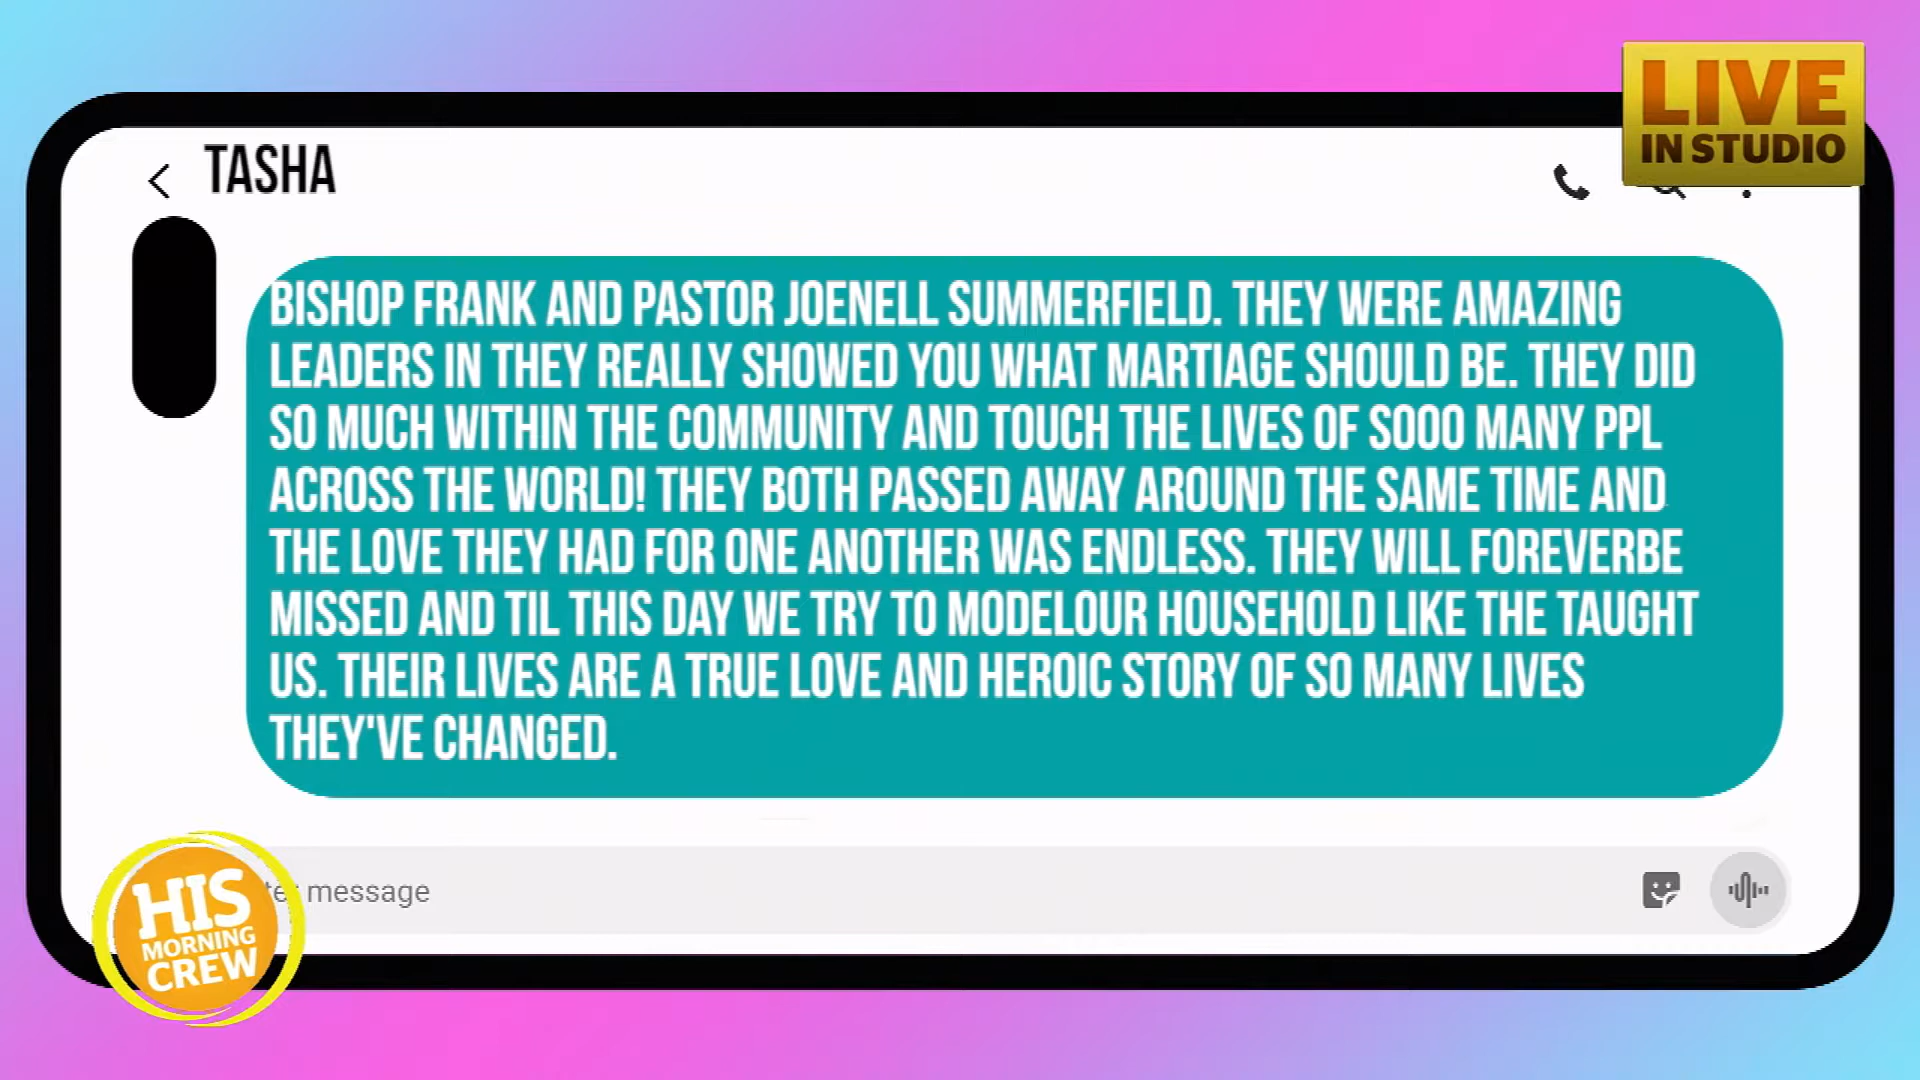 LIVE
IN STUDIO
TASHA
BISHOP FRANK AND PASTOR JOENELL SUMMERFIELD. THEY WERE AMAZING
LEADERS IN THEY REALLY SHOWED YOU WHAT MARTIAGE SHOULD BE. THEY DID
SO MUCH WITHIN THE COMMUNITY AND TOUCH THE LIVES OF SOOO MANY PPL
ACROSS THE WORLD! THEY BOTH PASSED AWAY AROUND THE SAME TIME AND
THE LOVE THEY HAD FOR ONE ANOTHER WAS ENDLESS. THEY WILL FOREVERBE
MISSED AND TIL THIS DAY WE TRY TO MODELOUR HOUSEHOLD LIKE THE TAUGHT
US. THEIR LIVES ARE A TRUE LOVE AND HEROIC STORY OF SO MANY LIVES
THEY'VE CHANGED.
message
HIS
MORNING
CREW